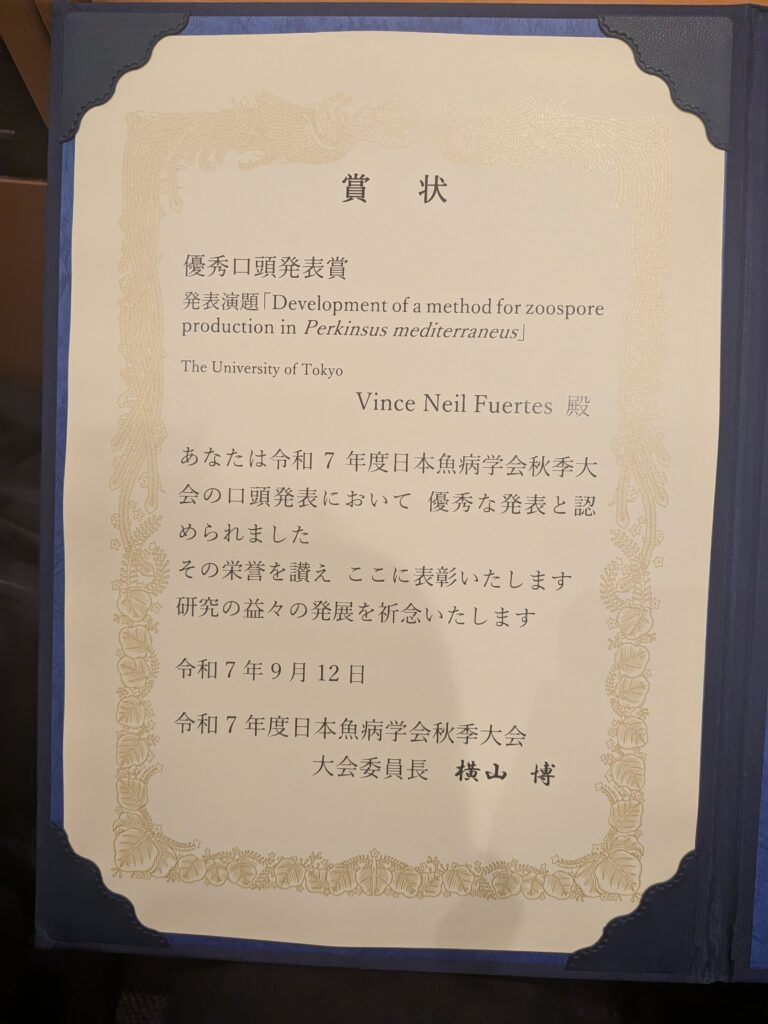 賞 状
優秀口頭発表賞
発表演題「Development of a method for zoospore
production in Perkinsus mediterraneus」
The University of Tokyo
Vince Neil Fuertes 殿
あなたは令和 7 年度日本魚病学会秋季大
会の口頭発表において 優秀な発表と認
められました
その栄誉を讃え ここに表彰いたします
研究の益々の発展を祈念いたします
令和 7 年 9 月 12 日
令和 7 年度日本魚病学会秋季大会
大会委員長 横山 博